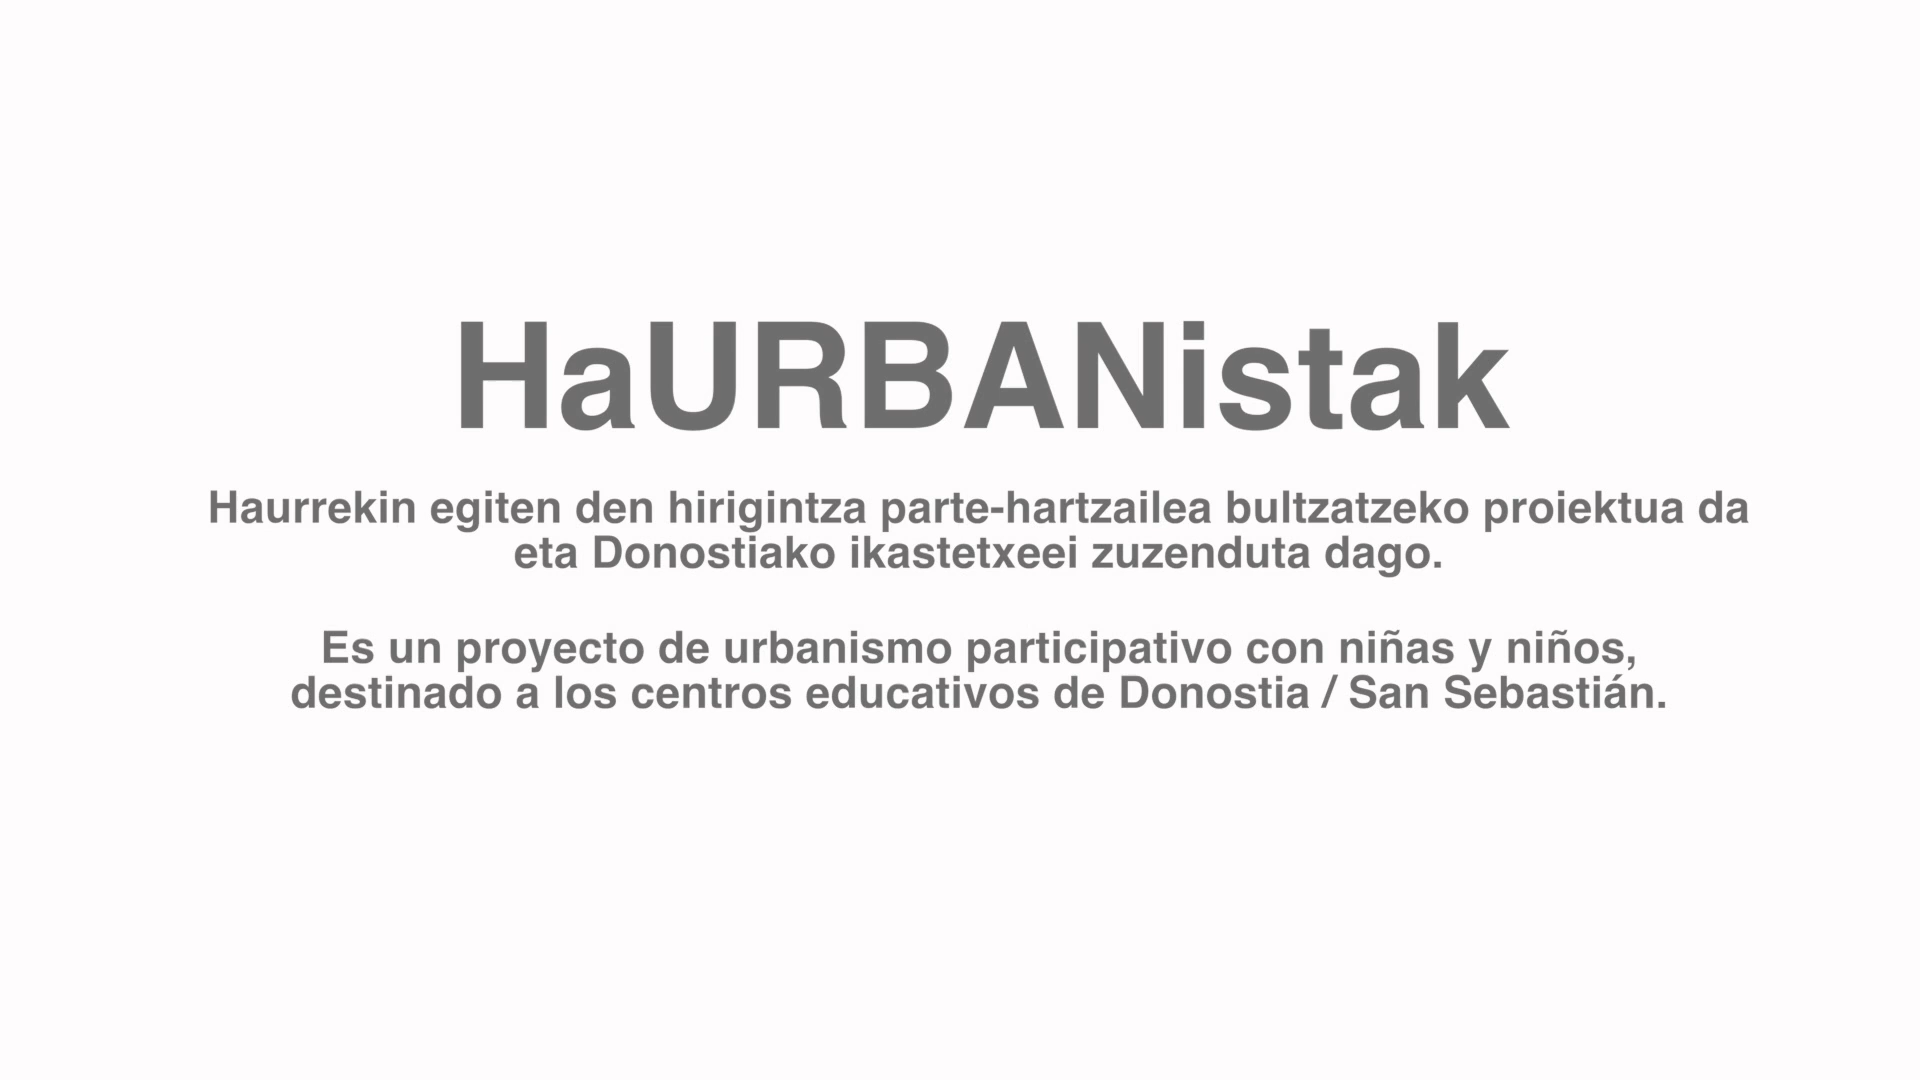 HaURBANistak
Haurrekin egiten den hirigintza parte-hartzailea bultzatzeko proiektua da
eta Donostiako ikastetxeei zuzenduta dago.
Es un proyecto de urbanismo participativo con niñas y niños,
destinado a los centros educativos de Donostia / San Sebastián.